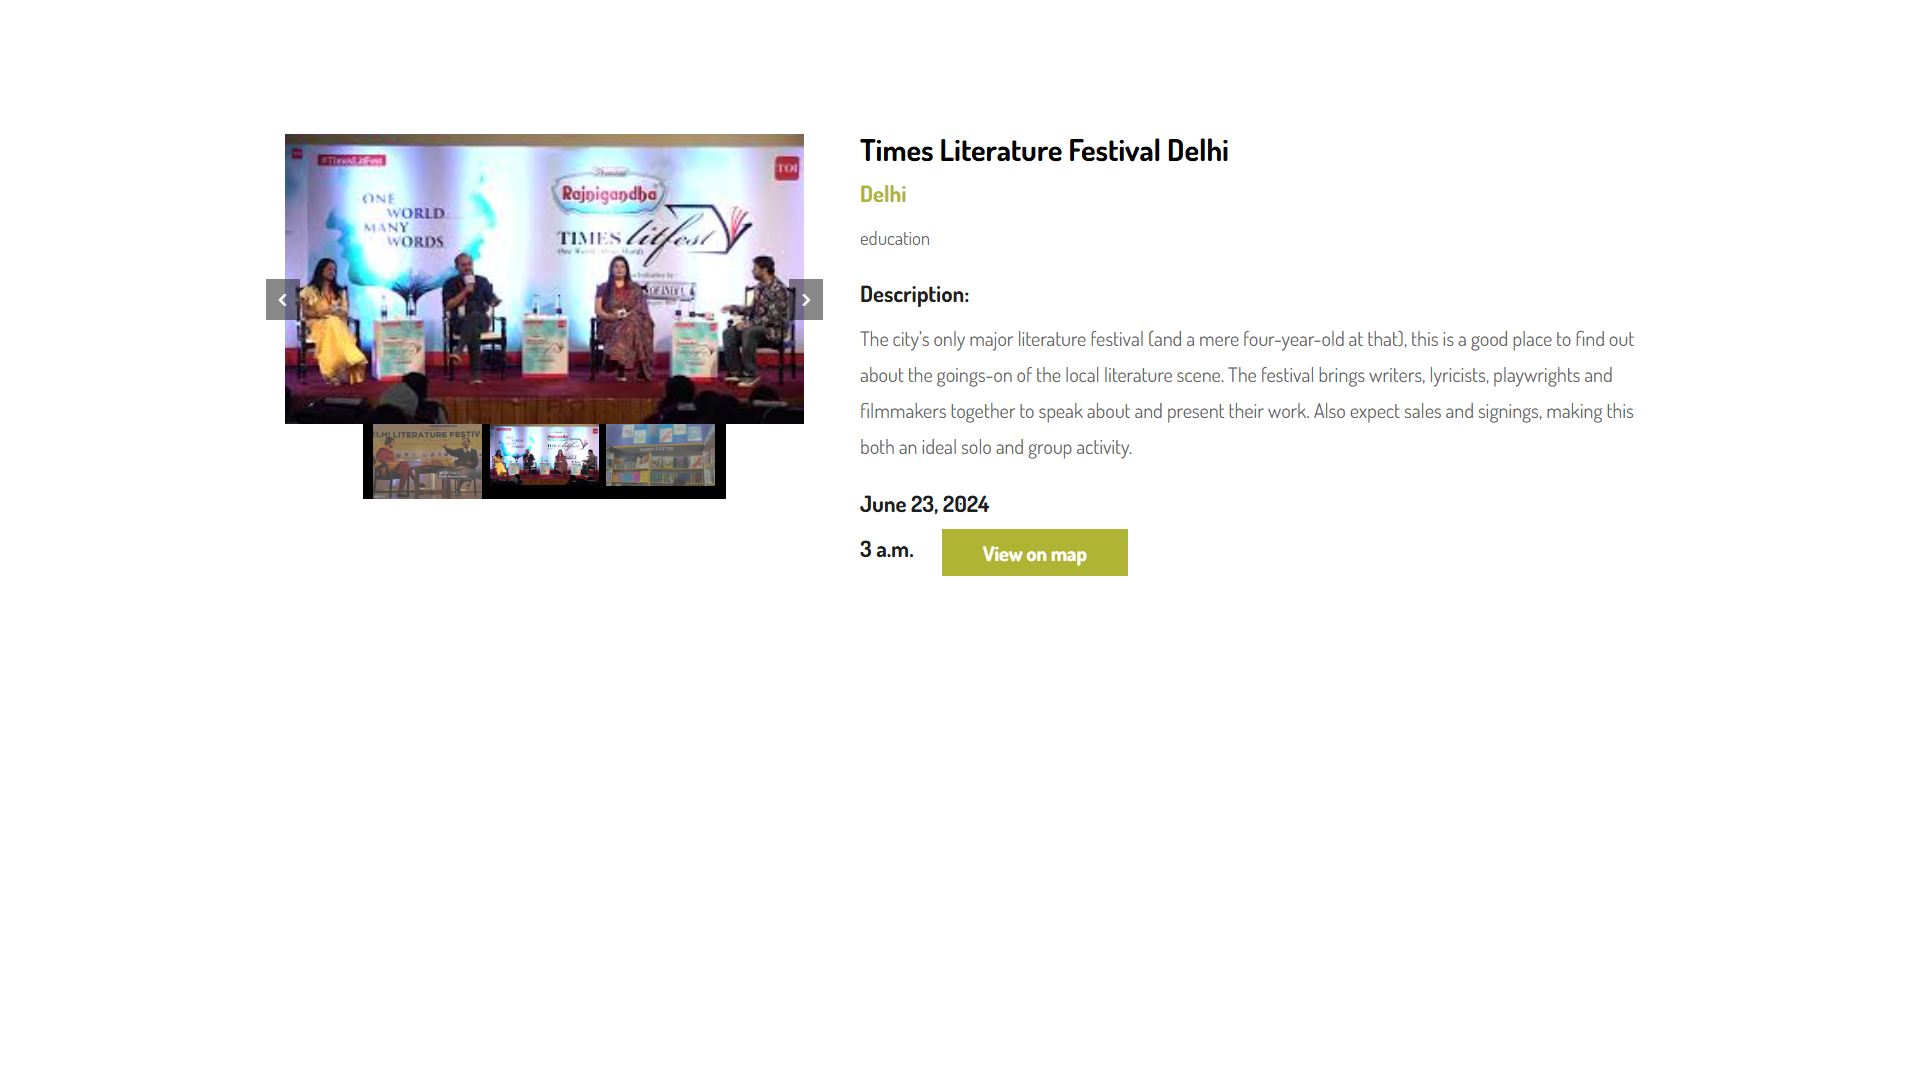 #TimesLitFest
TOI
ONE
WORLD
MANY
WORDS
Rajnigandha
TIMES litfest
OF INDIA
LHI LITERATURE FESTIV
Times Literature Festival Delhi
Delhi
education
Description:
The city's only major literature festival (and a mere four-year-old at that), this is a good place to find out
about the goings-on of the local literature scene. The festival brings writers, lyricists, playwrights and
filmmakers together to speak about and present their work. Also expect sales and signings, making this
both an ideal solo and group activity.
June 23, 2024
3 a.m.
View on map